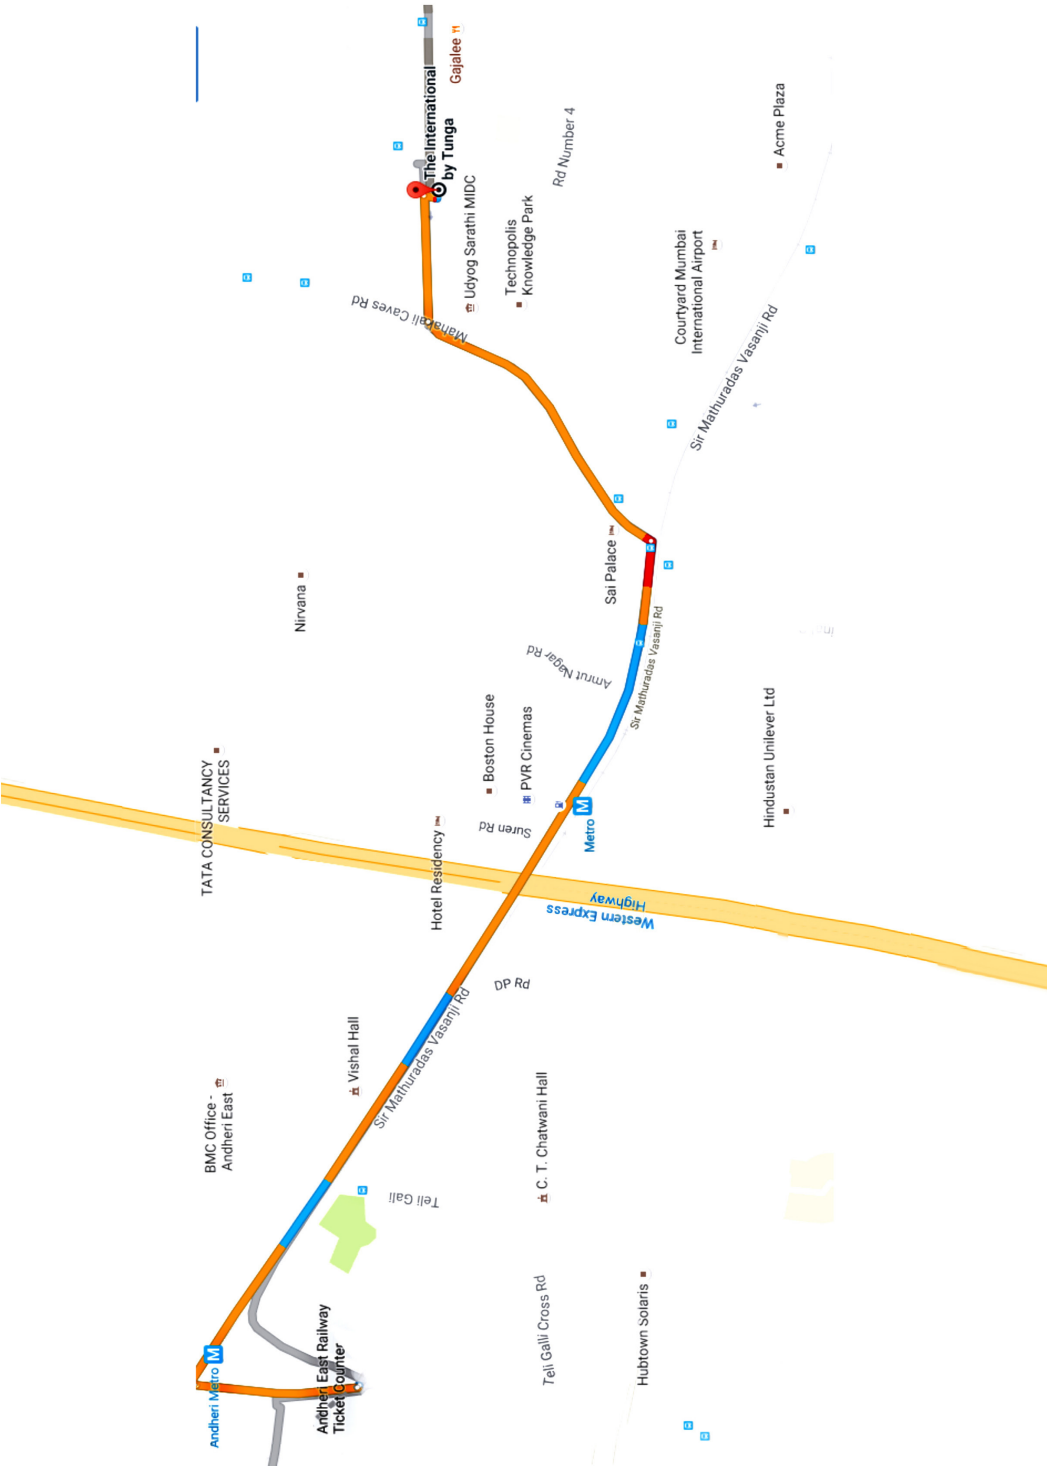 Gajalee
The International
by Tunga
Udyog Sarathi MIDC
Technopolis
Knowledge Park
Rd Number 4
Acme Plaza
Courtyard Mumbai
International Airport
Mahakali Caves Rd
Sir Mathuradas Vasanji Rd
Sai Palace
Nirvana
Amrut Nagar Rd
Sir Mathuradas Vasanji Rd
Boston House
PVR Cinemas
Hindustan Unilever Ltd
TATA CONSULTANCY
SERVICES
Suren Rd
M
Metro
Hotel Residency
Western Express
Highway
DP Rd
Sir Mathuradas Vasanji Rd
Vishal Hall
BMC Office -
Andheri East
C. T. Chatwani Hall
Teli Gali
Teli Galli Cross Rd
Hubtown Solaris
Andheri East Railway
Ticket Counter
M
Andheri Metro